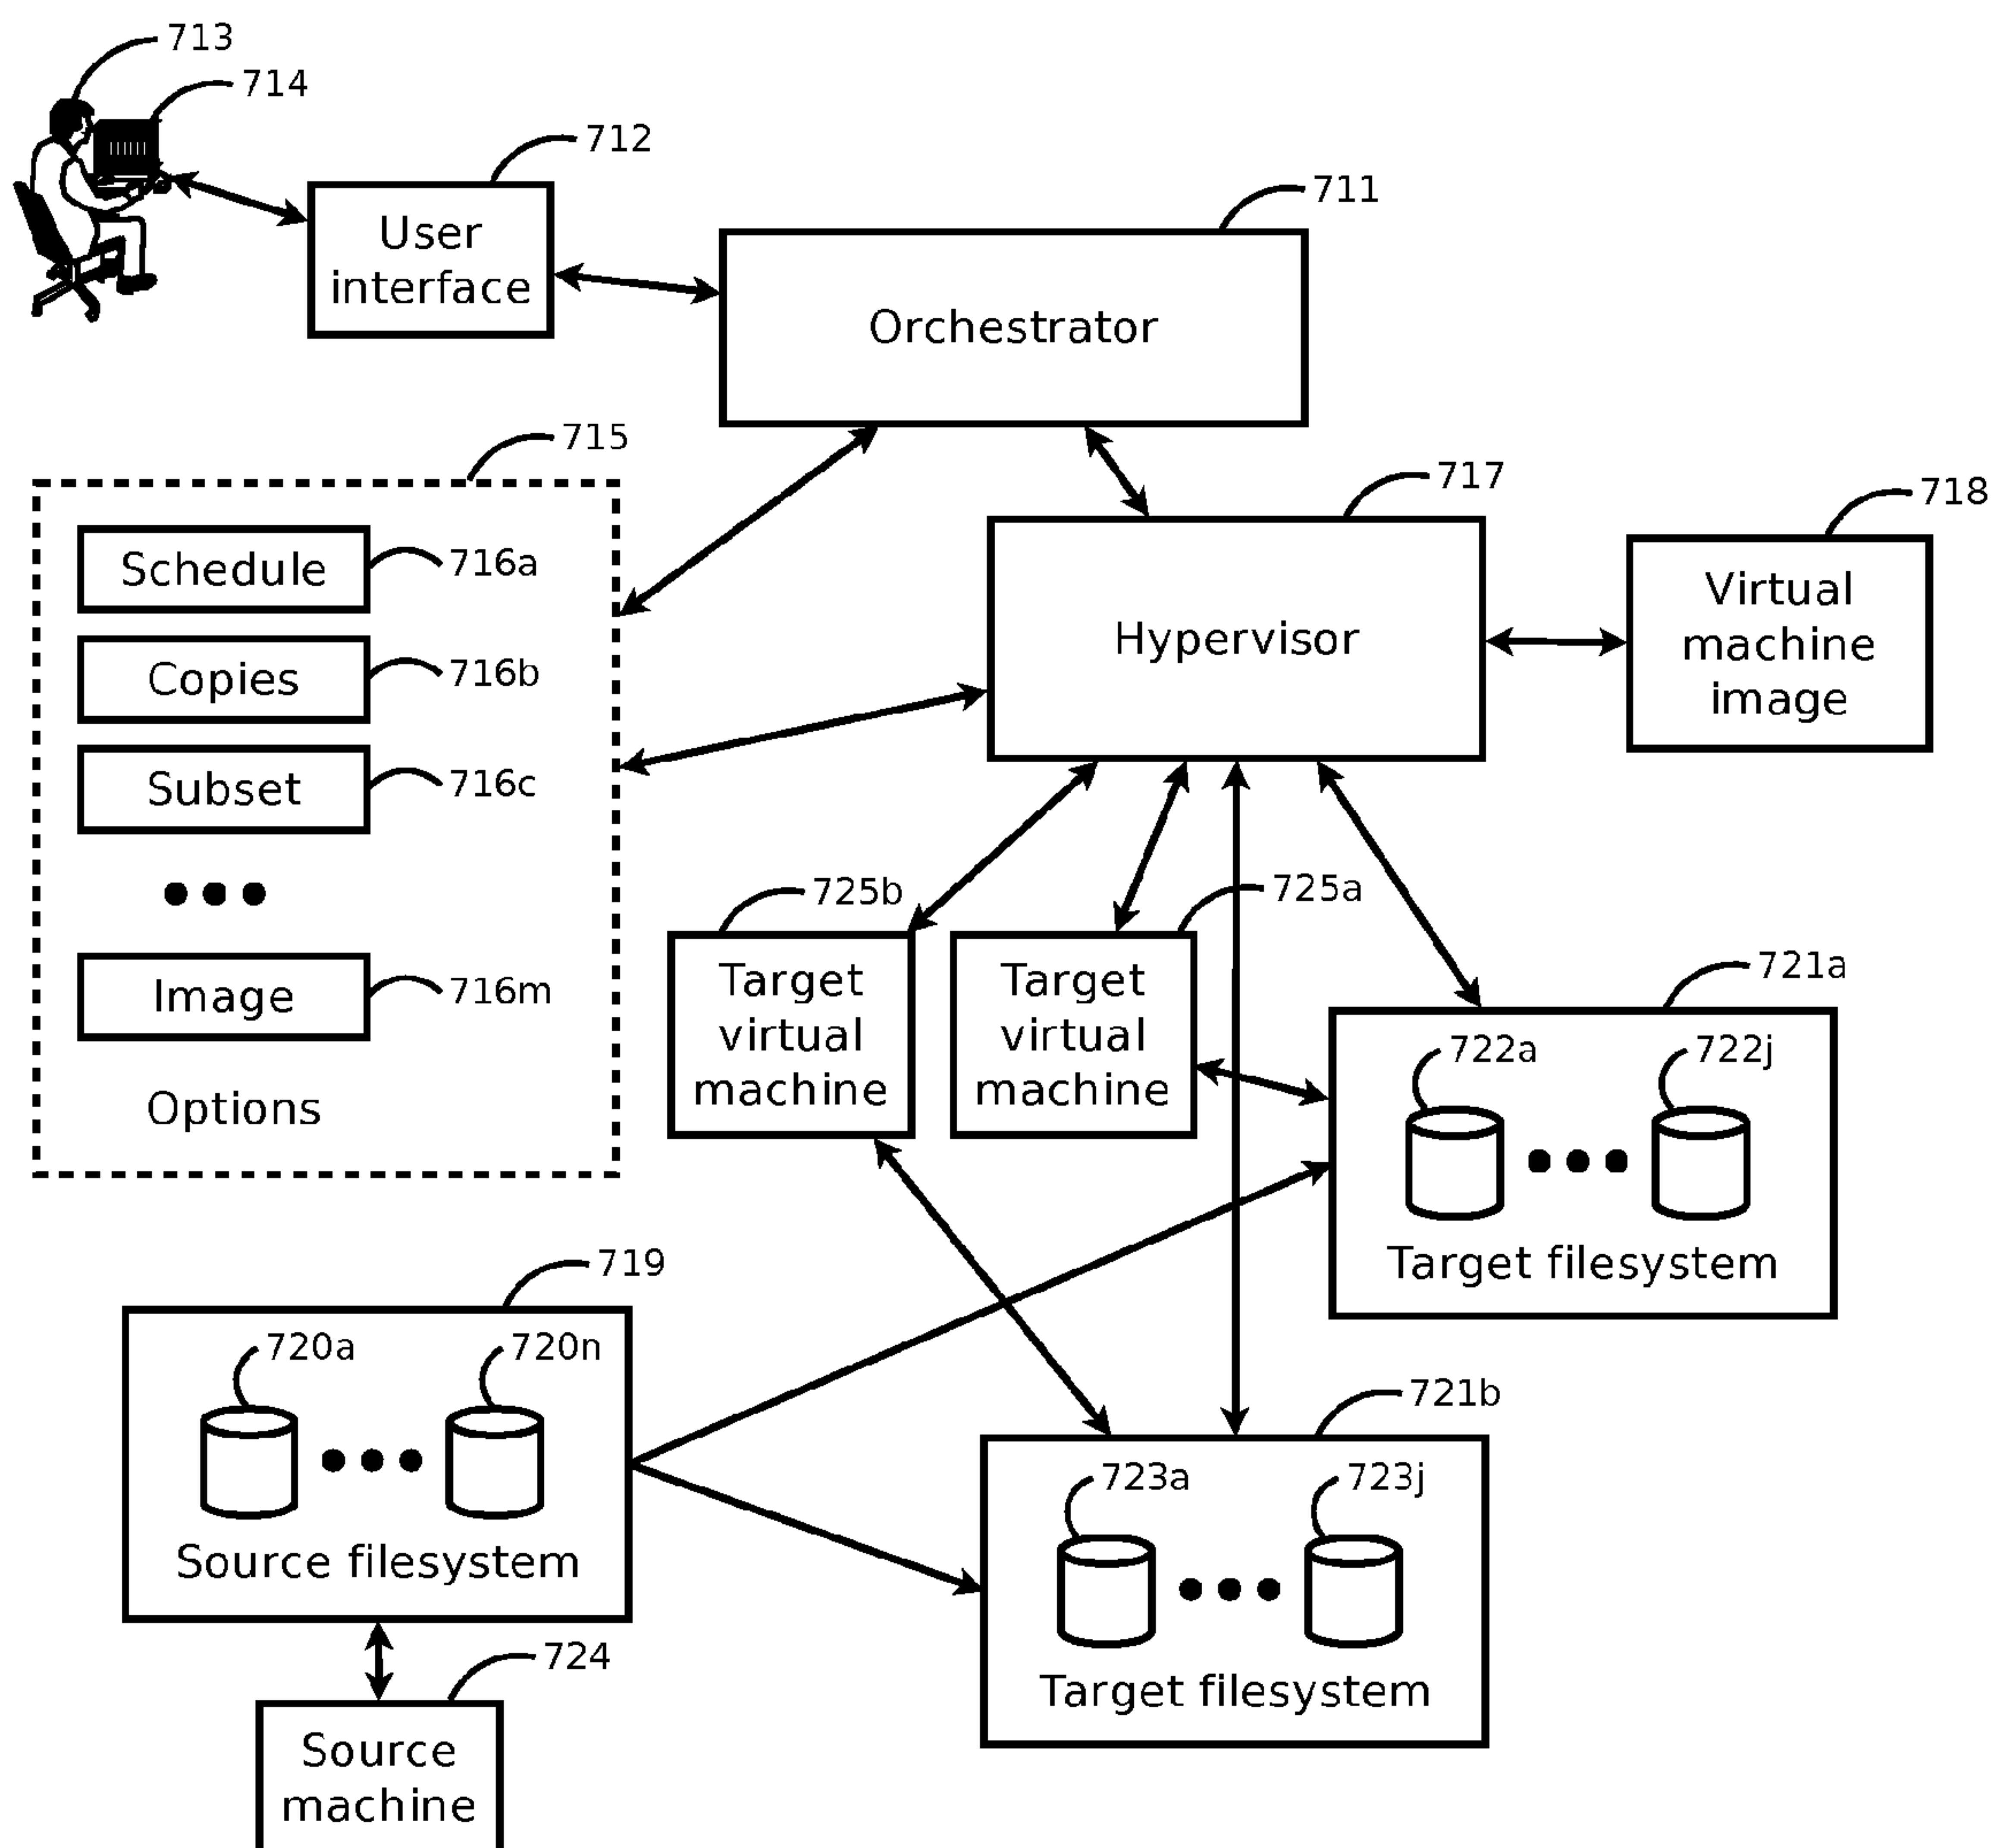 713
714
712
User
interface
711
Orchestrator
715
Schedule
716a
Copies
716b
Subset
716c
Image
716m
Options
717
Hypervisor
718
Virtual
machine
image
725b
Target
virtual
machine
725a
Target
virtual
machine
721a
722a
722j
Target filesystem
719
720a
720n
Source filesystem
721b
723a
723j
Target filesystem
724
Source
machine